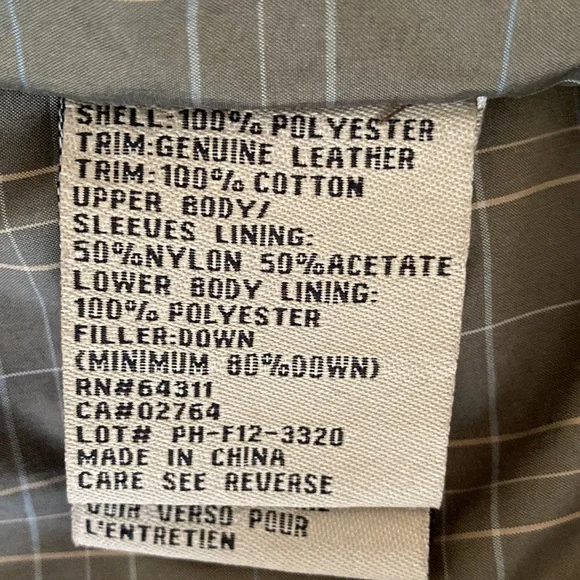 SHELL:100% POLYESTER
TRIM:GENUINE LEATHER
TRIM:100% COTTON
UPPER BODY/
SLEEVES LINING:
50%NYLON 50%ACETATE
LOWER BODY LINING:
100% POLYESTER
FILLER:DOWN
(MINIMUM 80%DOWN)
RN#64311
CA#02764
LOT# PH-F12-3320
MADE IN CHINA
CARE SEE REVERSE
VOIR VERSO POUR
L'ENTRETIEN